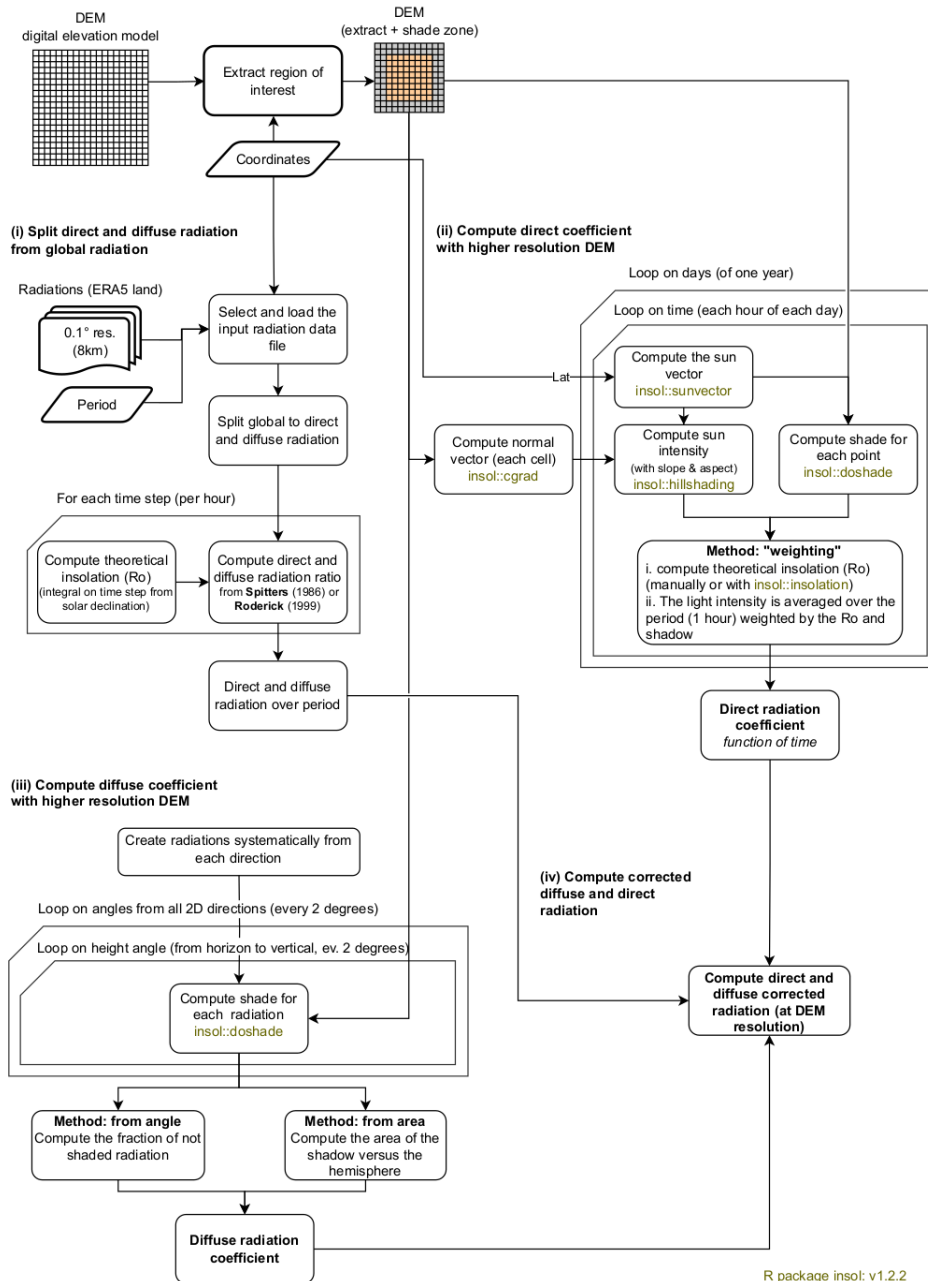 DEM
digital elevation model
DEM
(extract + shade zone)
Extract region of
interest
Coordinates
(i) Split direct and diffuse radiation
from global radiation
(ii) Compute direct coefficient
with higher resolution DEM
Loop on days (of one year)
Radiations (ERA5 land)
Loop on time (each hour of each day)
0.1° res.
(8km)
Select and load the
input radiation data
file
Period
Compute the sun
vector
insol::sunvector
Lat
Split global to direct
and diffuse radiation
Compute normal
vector (each cell)
insol::cgrad
Compute sun
intensity
(with slope & aspect)
insol::hillshading
Compute shade for
each point
insol::doshade
For each time step (per hour)
Compute theoretical
insolation (Ro)
(integral on time step from
solar declination)
Compute direct and
diffuse radiation ratio
from Spitters (1986) or
Roderick (1999)
Method: "weighting"
i. compute theoretical insolation (Ro)
(manually or with insol::insolation)
ii. The light intensity is averaged over the
period (1 hour) weighted by the Ro and
shadow
Direct and diffuse
radiation over period
Direct radiation
coefficient
function of time
(iii) Compute diffuse coefficient
with higher resolution DEM
Create radiations systematically from
each direction
(iv) Compute corrected
diffuse and direct
radiation
Loop on angles from all 2D directions (every 2 degrees)
Loop on height angle (from horizon to vertical, ev. 2 degrees)
Compute shade for
each radiation
insol::doshade
Compute direct and
diffuse corrected
radiation (at DEM
resolution)
Method: from angle
Compute the fraction of not
shaded radiation
Method: from area
Compute the area of the
shadow versus the
hemisphere
Diffuse radiation
coefficient
R package insol: v1.2.2